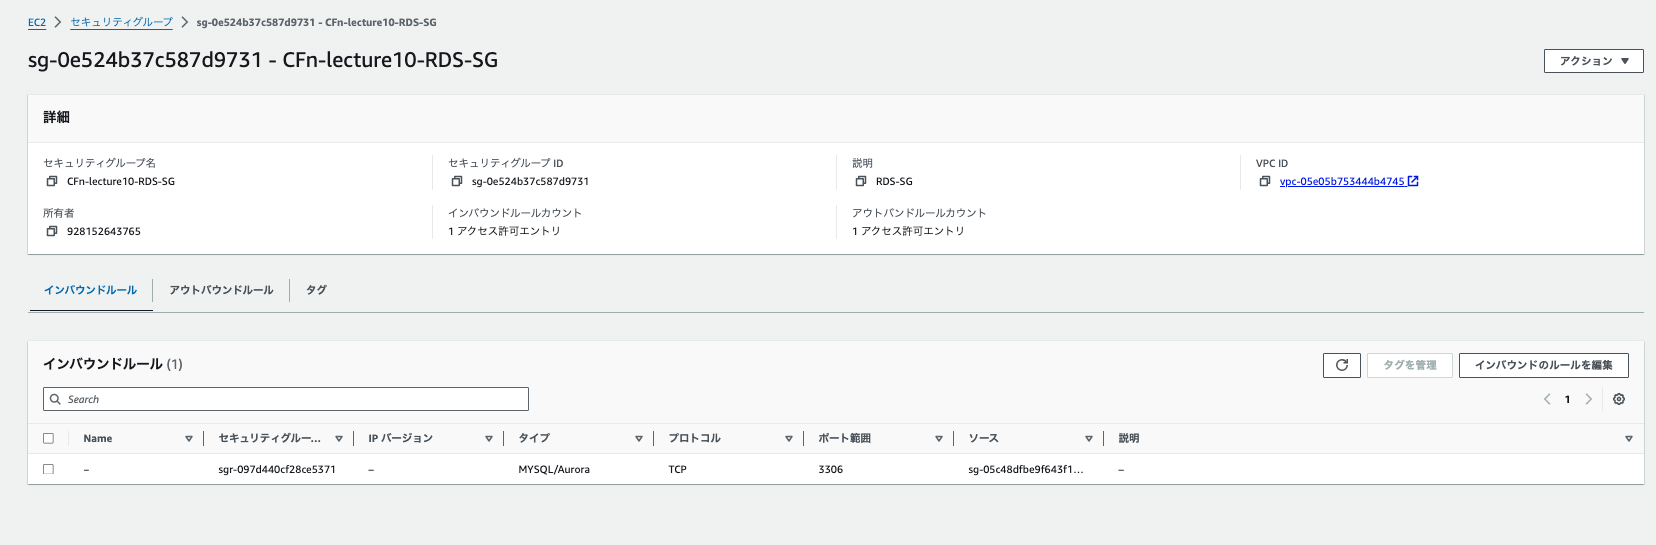 EC2 > セキュリティグループ > sg-0e524b37c587d9731 - CFn-lecture10-RDS-SG
sg-0e524b37c587d9731 - CFn-lecture10-RDS-SG
アクション
詳細
セキュリティグループ名 セキュリティグループ ID 説明 VPC ID
CFn-lecture10-RDS-SG sg-0e524b37c587d9731 RDS-SG vpc-05e05b753444b4745
所有者 インバウンドルールカウント アウトバウンドルールカウント
928152643765 1 アクセス許可エントリ 1 アクセス許可エントリ
インバウンドルール アウトバウンドルール タグ
インバウンドルール (1) タグを管理 インバウンドのルールを編集
Search 1
Name セキュリティグルー... IP バージョン タイプ プロトコル ポート範囲 ソース 説明
– sgr-097d440cf28ce5371 – MYSQL/Aurora TCP 3306 sg-05c48dfbe9f643f1... –